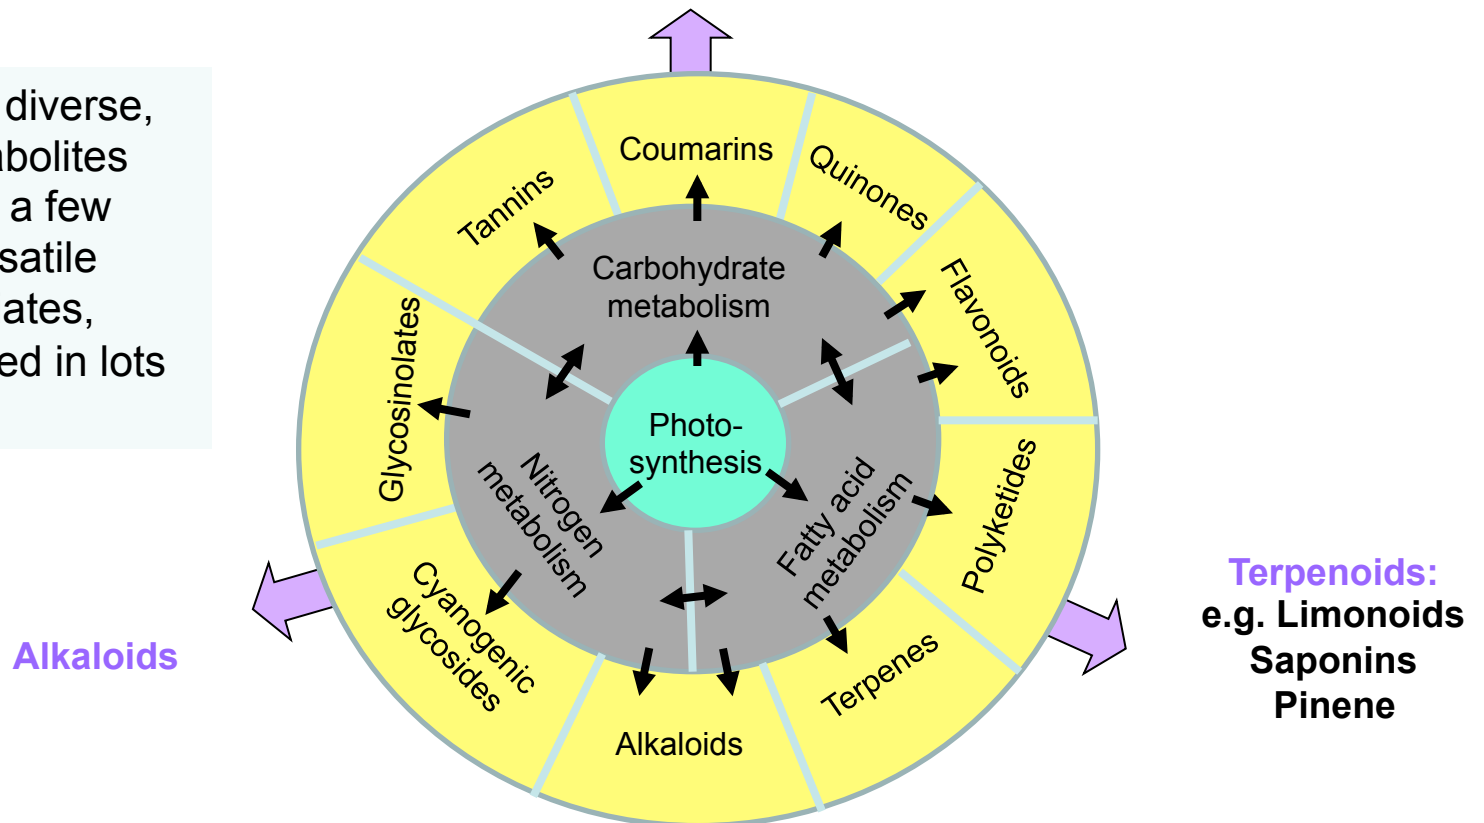 diverse,
abolites
a few
satile
ates,
ed in lots
Coumarins
Quinones
Tannins
Flavonoids
Glycosinolates
Polyketides
Cyanogenic
glycosides
Terpenes
Alkaloids
Carbohydrate
metabolism
Nitrogen
metabolism
Fatty acid
metabolism
Photo-
synthesis
Alkaloids
Terpenoids:
e.g. Limonoids
Saponins
Pinene